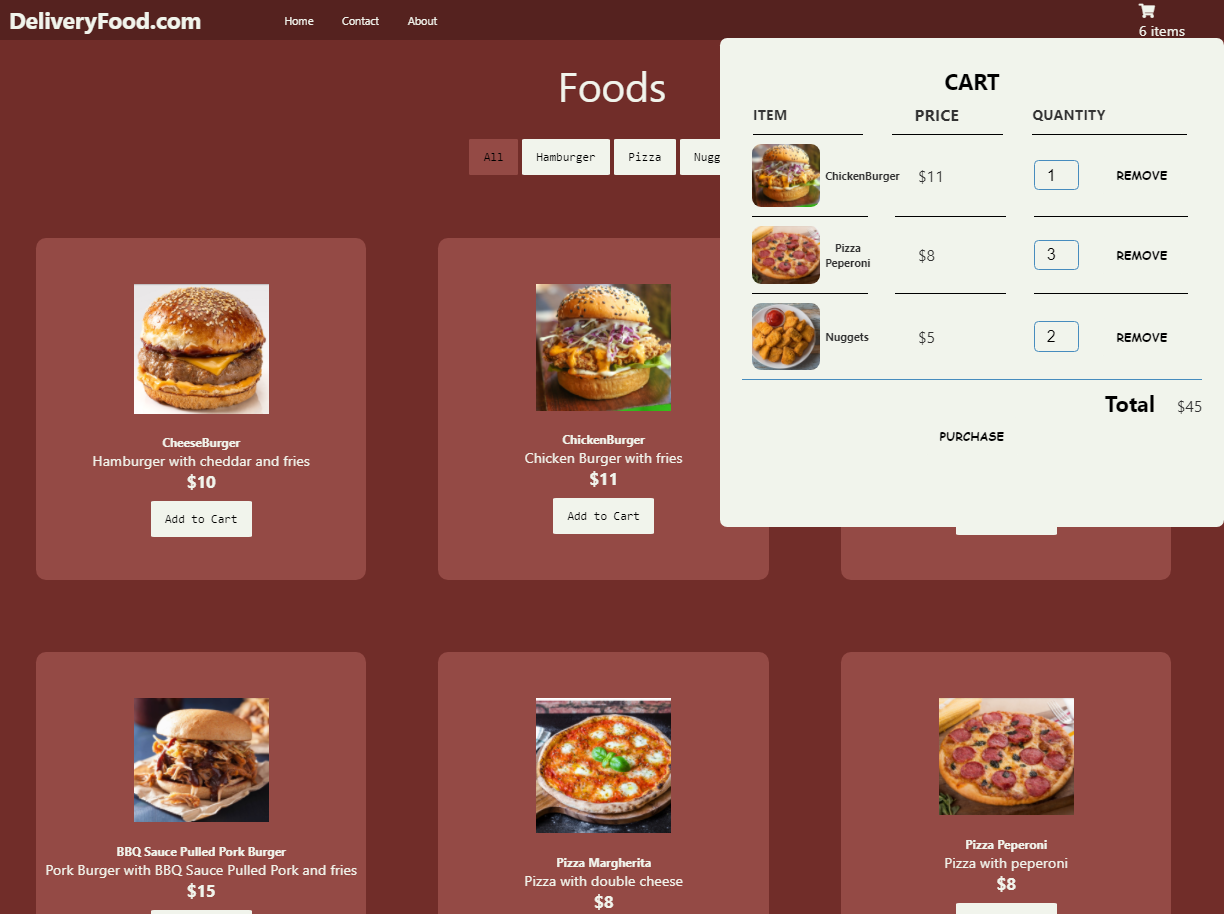 DeliveryFood.com
Home Contact About
6 items
Foods
All Hamburger Pizza Nugg
CART
ITEM PRICE QUANTITY
ChickenBurger $11 1 REMOVE
Pizza
Peperoni $8 3 REMOVE
Nuggets $5 2 REMOVE
Total $45
PURCHASE
CheeseBurger
Hamburger with cheddar and fries
$10
Add to Cart
ChickenBurger
Chicken Burger with fries
$11
Add to Cart
BBQ Sauce Pulled Pork Burger
Pork Burger with BBQ Sauce Pulled Pork and fries
$15
Pizza Margherita
Pizza with double cheese
$8
Pizza Peperoni
Pizza with peperoni
$8